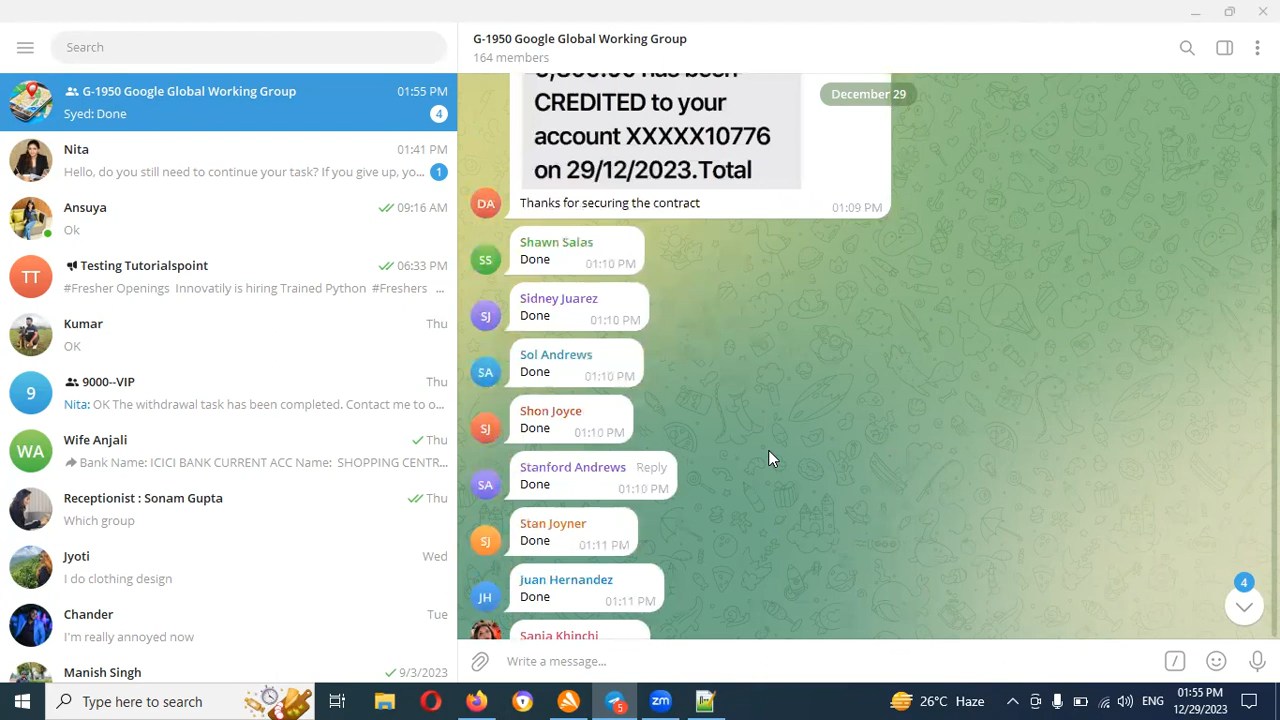 Search
G-1950 Google Global Working Group
01:55 PM
Syed: Done
4
Nita
01:41 PM
Hello, do you still need to continue your task? If you give up, yo...
1
Ansuya
09:16 AM
Ok
TT
Testing Tutorialspoint
06:33 PM
#Fresher Openings Innovatily is hiring Trained Python #Freshers ...
Kumar
Thu
OK
9
9000--VIP
Thu
Nita: OK The withdrawal task has been completed. Contact me to o...
WA
Wife Anjali
Thu
Bank Name: ICICI BANK CURRENT ACC Name: SHOPPING CENTR...
Receptionist : Sonam Gupta
Thu
Which group
Jyoti
Wed
I do clothing design
Chander
Tue
I'm really annoyed now
Manish Singh
9/3/2023
G-1950 Google Global Working Group
164 members
December 29
has been
CREDITED to your
account XXXXX10776
on 29/12/2023.Total
DA
Thanks for securing the contract
01:09 PM
Shawn Salas
SS
Done
01:10 PM
Sidney Juarez
SJ
Done
01:10 PM
Sol Andrews
SA
Done
01:10 PM
Shon Joyce
SJ
Done
01:10 PM
Stanford Andrews
Reply
SA
Done
01:10 PM
Stan Joyner
SJ
Done
01:11 PM
Juan Hernandez
JH
Done
01:11 PM
Sania Khinchi
4
Write a message...
Type here to search
5
zm
26°C Haze
ENG
01:55 PM
12/29/2023